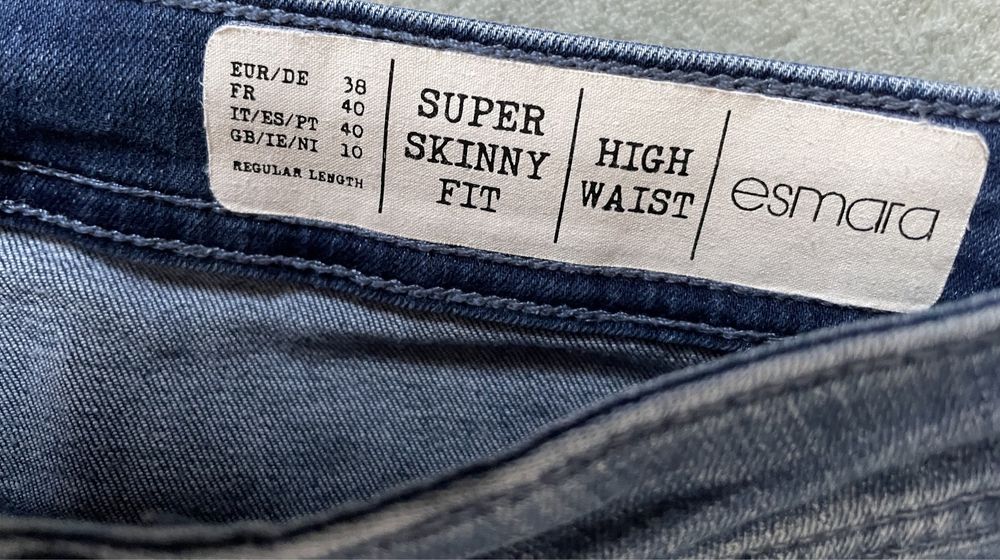 EUR/DE 38
FR 40
IT/ES/PT 40
GB/IE/NI 10
REGULAR LENGTH
SUPER
SKINNY
FIT
HIGH
WAIST
esmara